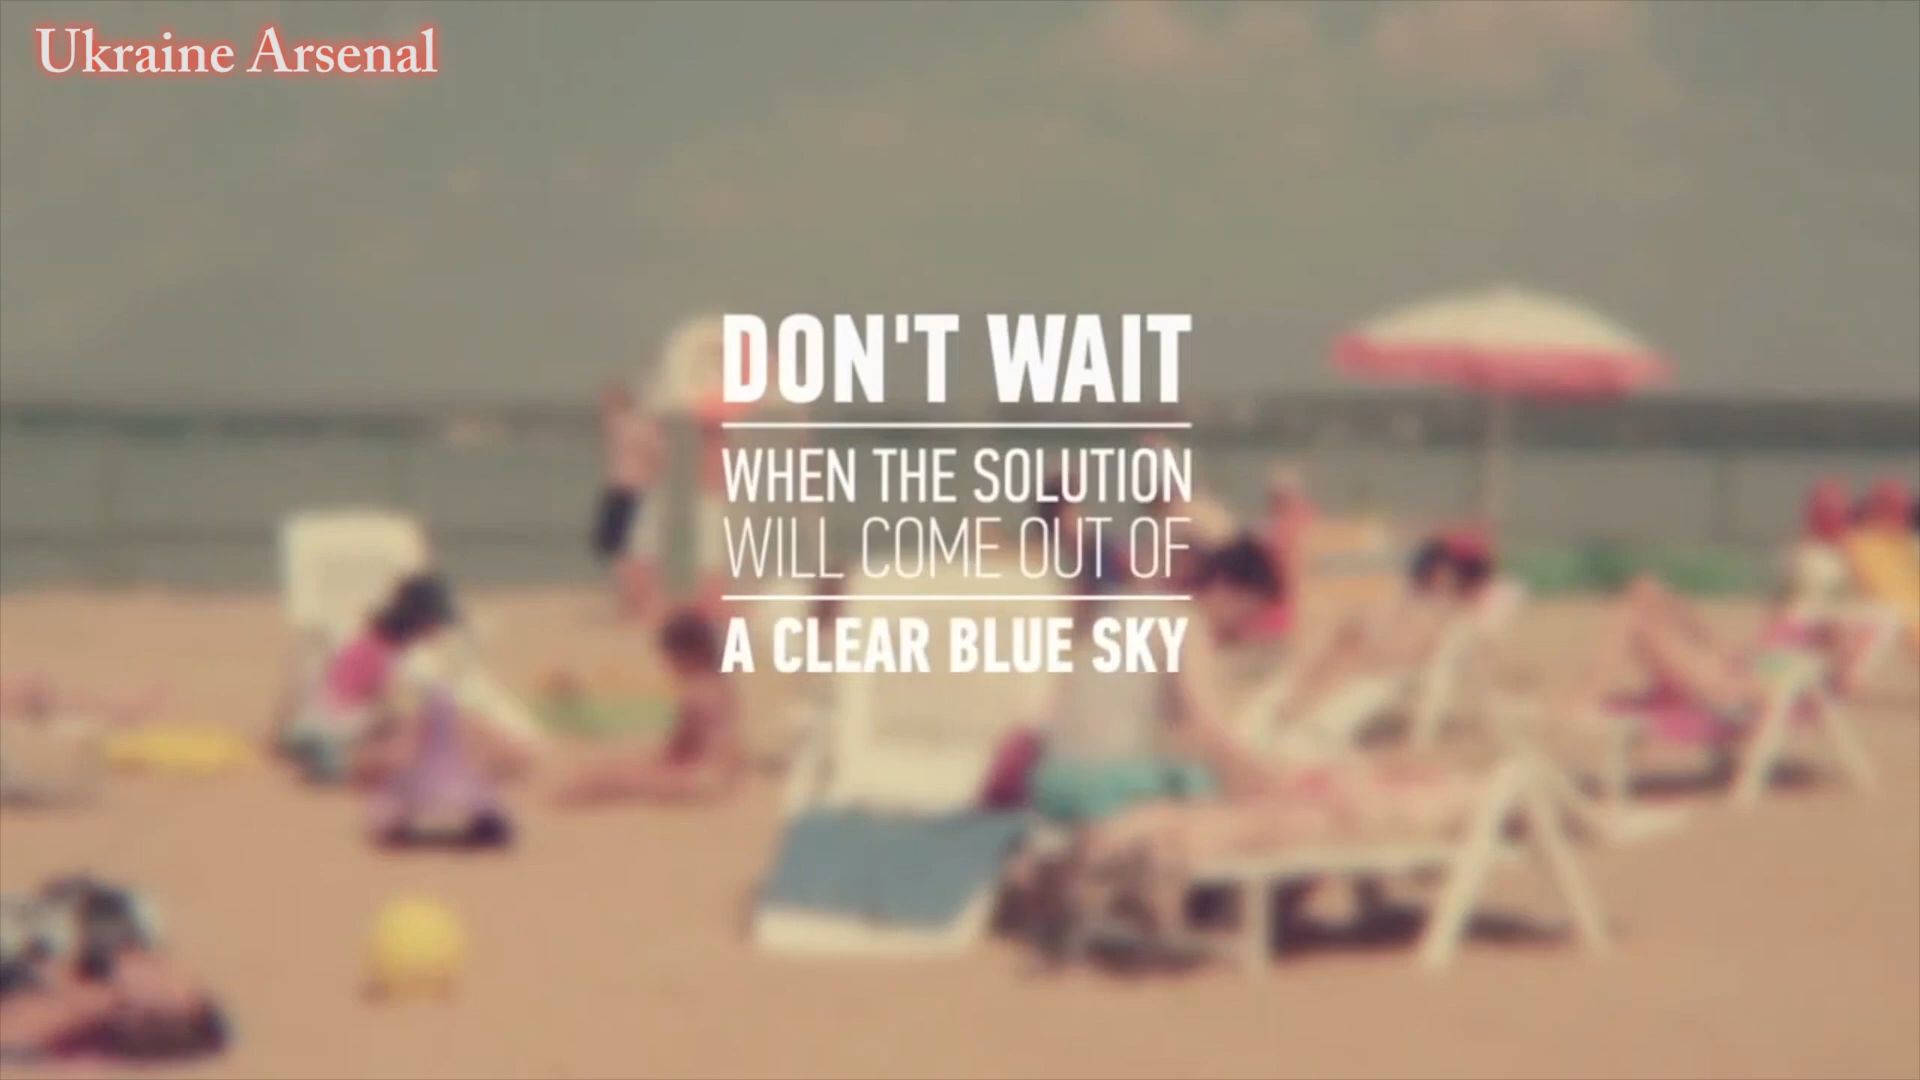 Ukraine Arsenal
DON'T WAIT
WHEN THE SOLUTION
WILL COME OUT OF
A CLEAR BLUE SKY